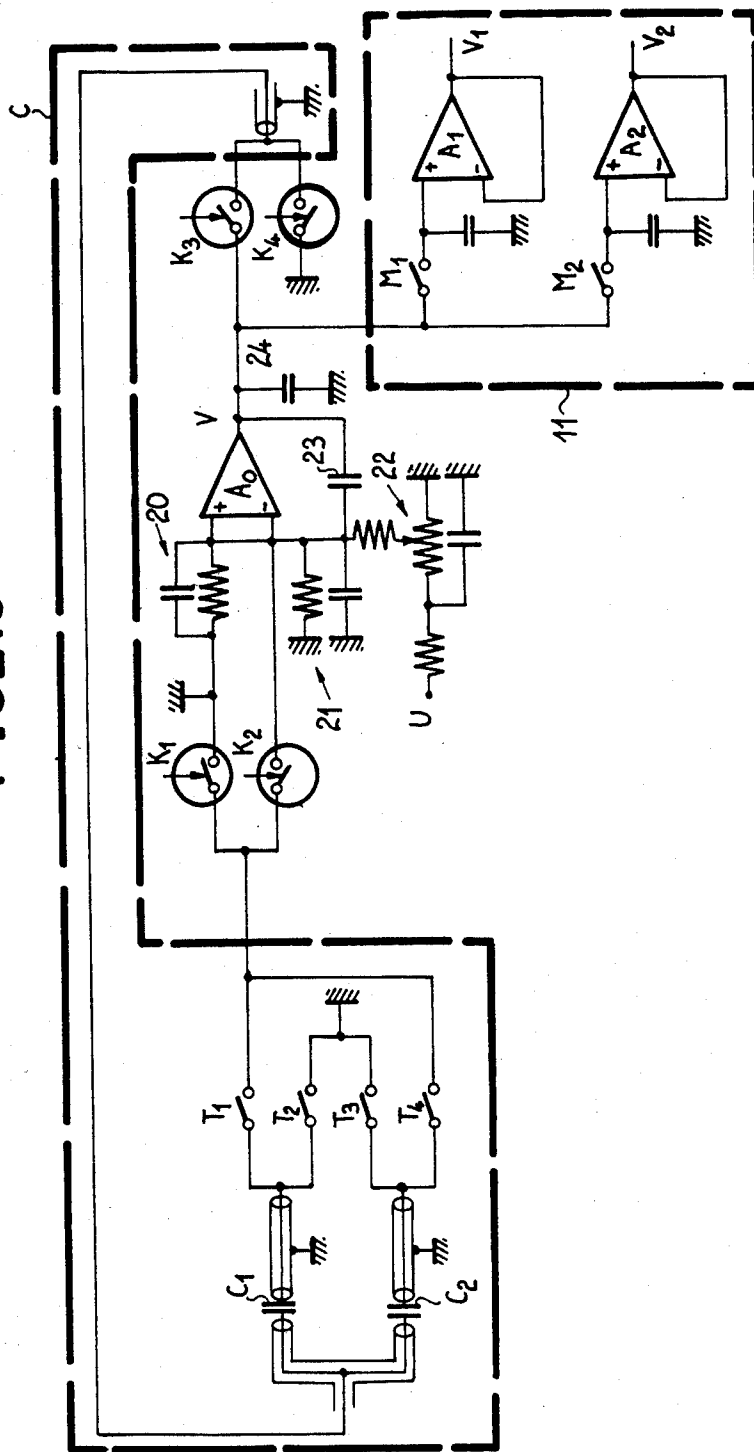 C
K₃
K₄
V₁
A₁
+
-
M₁
V₂
A₂
+
-
M₂
11
24
V
23
22
A₀
+
-
20
21
U
K₁
K₂
T₁
T₂
T₃
T₄
C₁
C₂